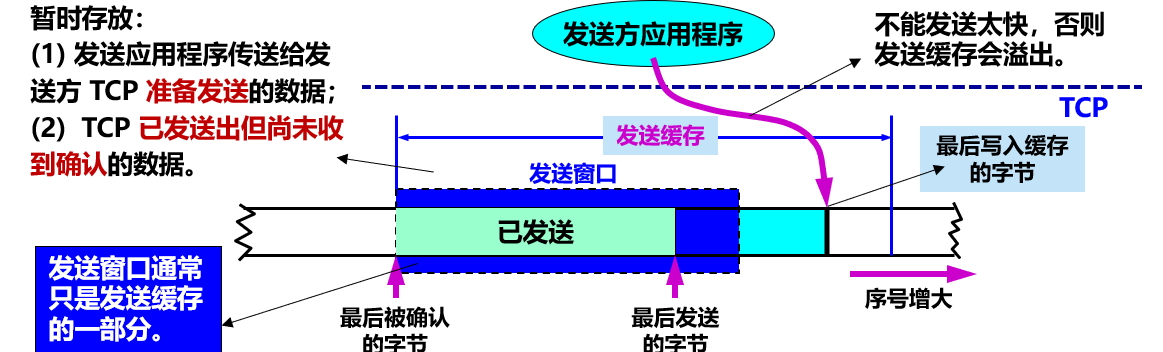 暂时存放：
(1) 发送应用程序传送给发
送方 TCP 准备发送的数据；
(2) TCP 已发送出但尚未收
到确认的数据。
发送方应用程序
不能发送太快，否则
发送缓存会溢出。
TCP
发送缓存
最后写入缓存
的字节
发送窗口
已发送
发送窗口通常
只是发送缓存
的一部分。
最后被确认
的字节
最后发送
的字节
序号增大